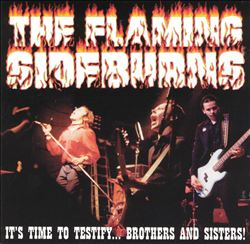 THE FLAMING
SIDEBURNS
IT'S TIME TO TESTIFY... BROTHERS AND SISTERS!